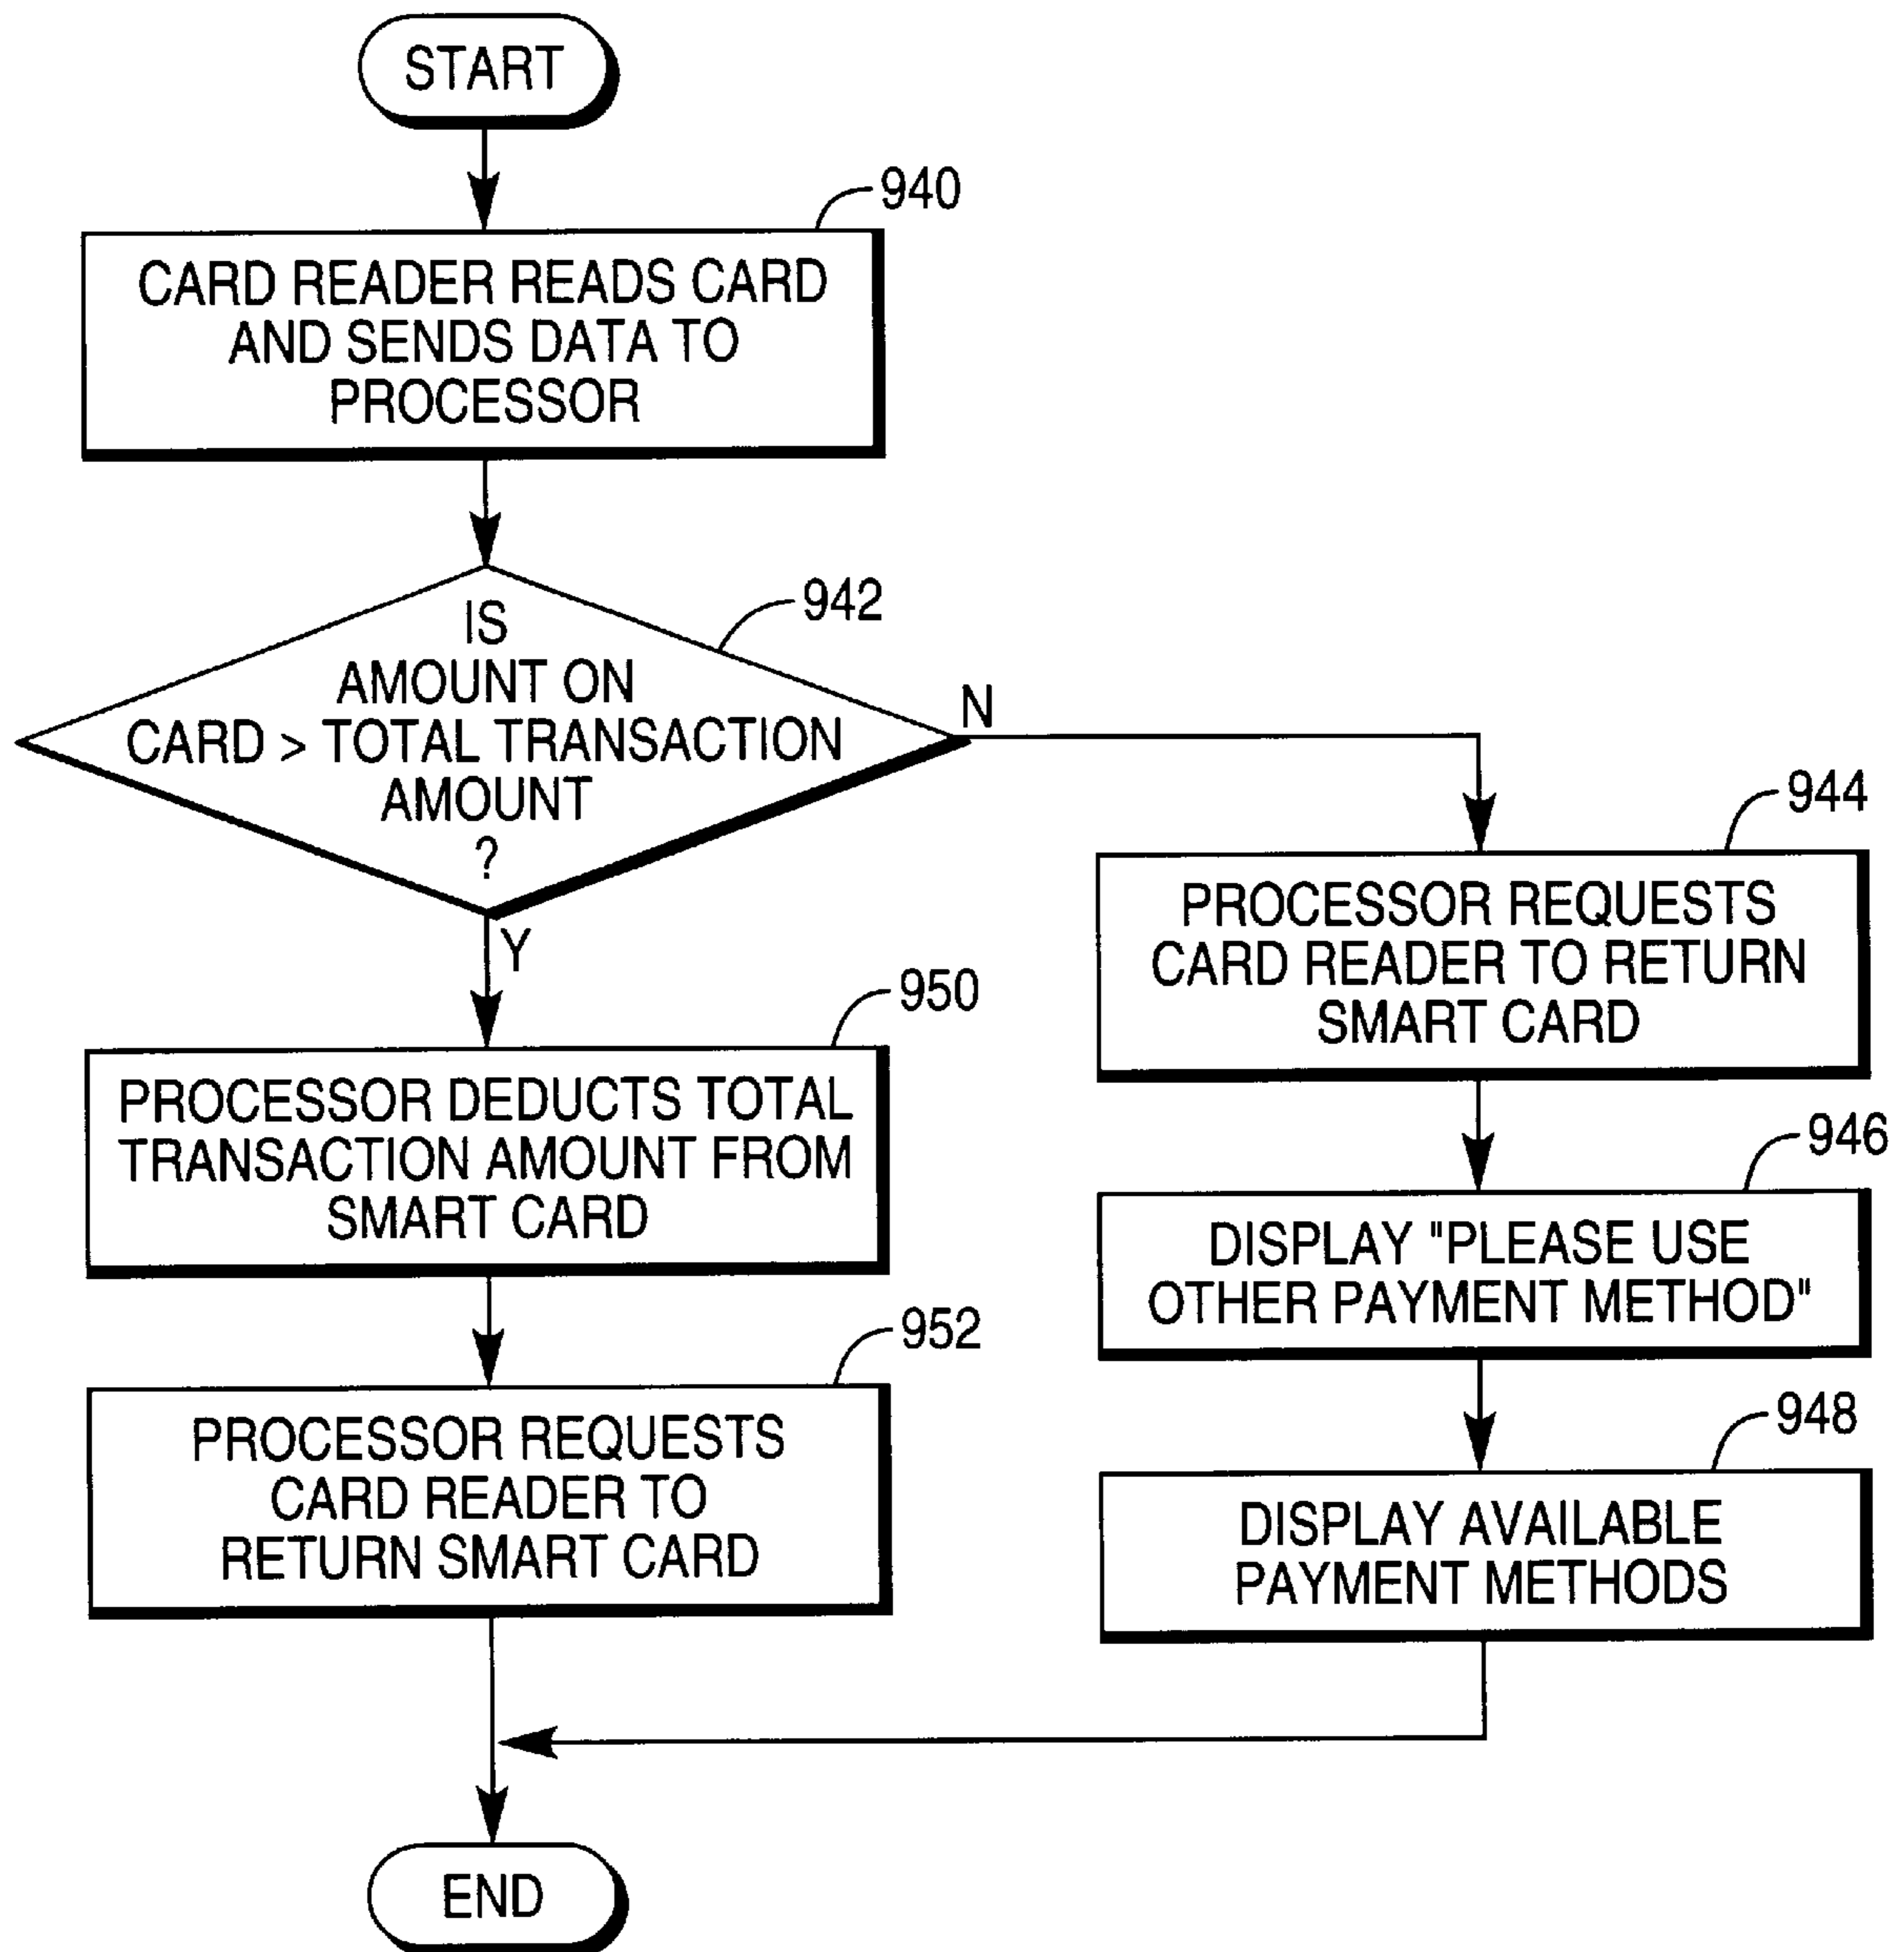 START
940
CARD READER READS CARD
AND SENDS DATA TO
PROCESSOR
942
IS
AMOUNT ON
CARD > TOTAL TRANSACTION
AMOUNT
?
N
Y
944
PROCESSOR REQUESTS
CARD READER TO RETURN
SMART CARD
946
DISPLAY "PLEASE USE
OTHER PAYMENT METHOD"
948
DISPLAY AVAILABLE
PAYMENT METHODS
950
PROCESSOR DEDUCTS TOTAL
TRANSACTION AMOUNT FROM
SMART CARD
952
PROCESSOR REQUESTS
CARD READER TO
RETURN SMART CARD
END